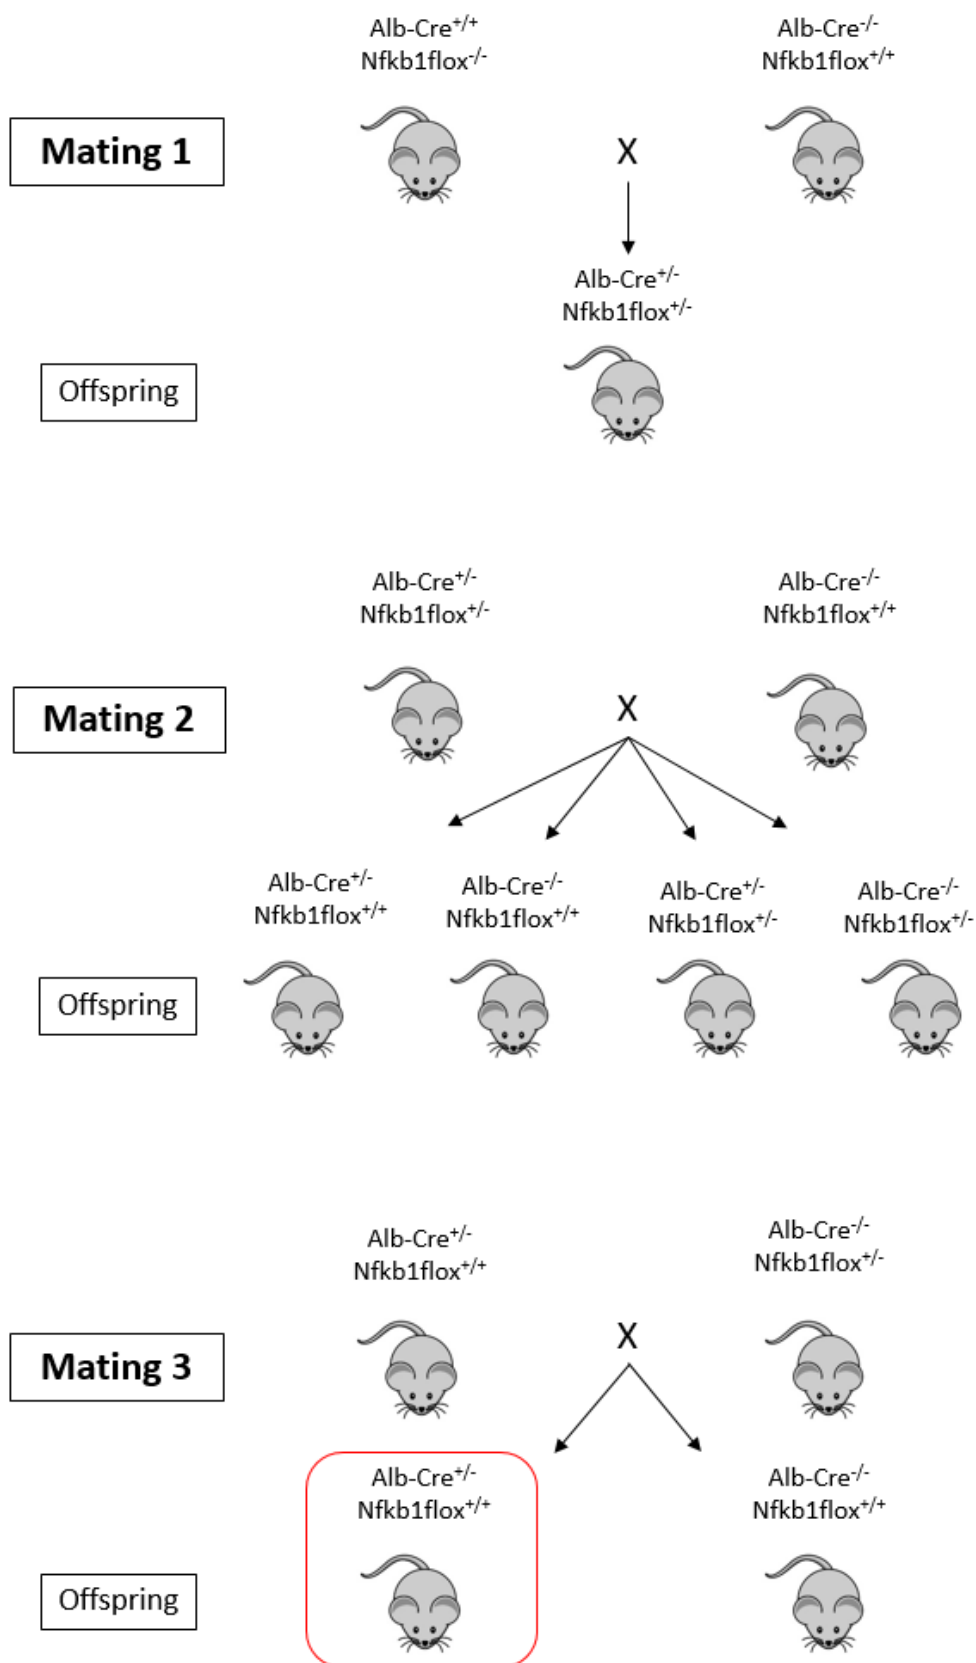 Alb-Cre+/+
Nfkb1flox-/-
Alb-Cre-/-
Nfkb1flox+/+
Mating 1
X
Alb-Cre+/-
Nfkb1flox+/-
Offspring
Alb-Cre+/-
Nfkb1flox+/-
Alb-Cre-/-
Nfkb1flox+/+
Mating 2
X
Alb-Cre+/-
Nfkb1flox+/+
Alb-Cre-/-
Nfkb1flox+/+
Alb-Cre+/-
Nfkb1flox+/-
Alb-Cre-/-
Nfkb1flox+/-
Offspring
Alb-Cre+/-
Nfkb1flox+/+
Alb-Cre-/-
Nfkb1flox+/-
Mating 3
X
Alb-Cre+/-
Nfkb1flox+/+
Alb-Cre-/-
Nfkb1flox+/+
Offspring